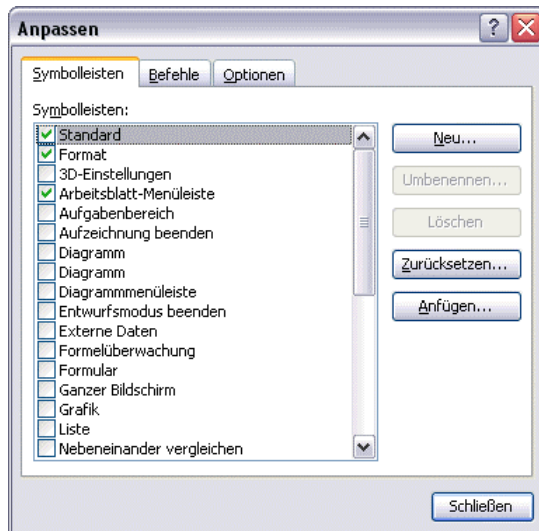 Anpassen
Symbolleisten Befehle Optionen
Symbolleisten:
Standard
Format
3D-Einstellungen
Arbeitsblatt-Menüleiste
Aufgabenbereich
Aufzeichnung beenden
Diagramm
Diagramm
Diagrammmenüleiste
Entwurfsmodus beenden
Externe Daten
Formelüberwachung
Formular
Ganzer Bildschirm
Grafik
Liste
Nebeneinander vergleichen
Neu...
Umbenennen...
Löschen
Zurücksetzen...
Anfügen...
Schließen